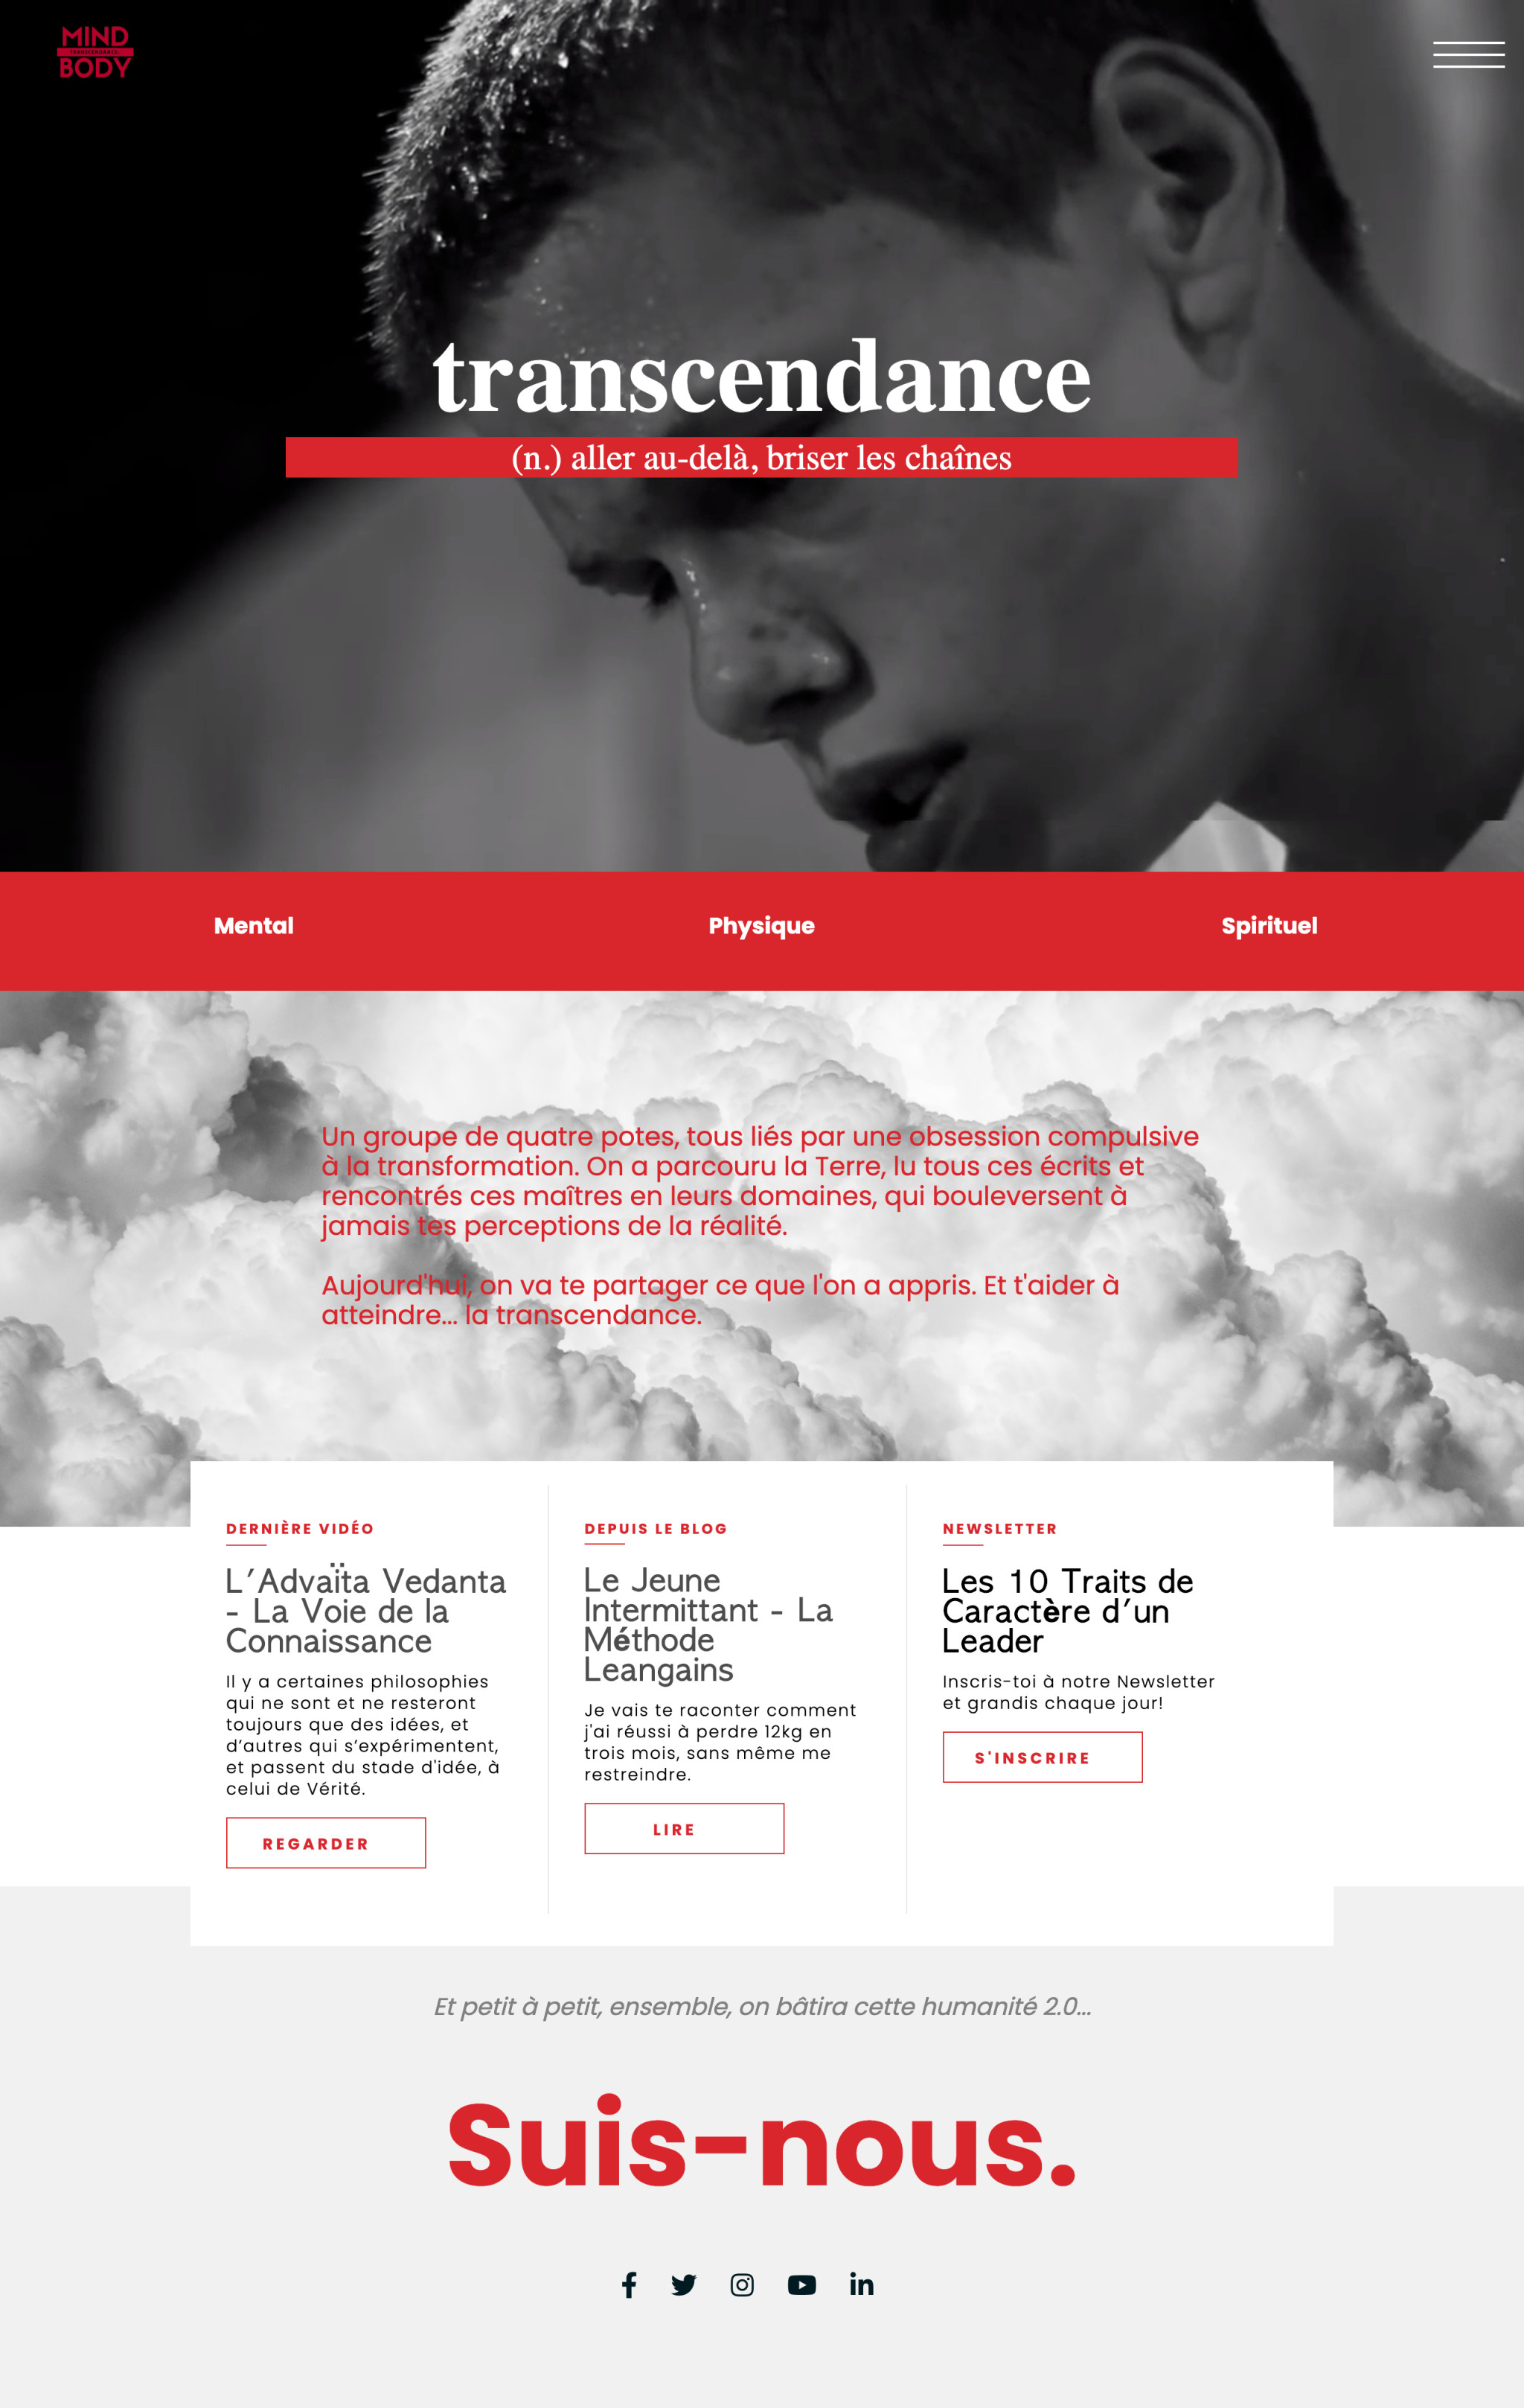 MIND
TRANSCENDANCE
BODY
transcendance
(n.) aller au-delà, briser les chaînes
Mental
Physique
Spirituel
Un groupe de quatre potes, tous liés par une obsession compulsive
à la transformation. On a parcouru la Terre, lu tous ces écrits et
rencontrés ces maîtres en leurs domaines, qui bouleversent à
jamais tes perceptions de la réalité.
Aujourd'hui, on va te partager ce que l'on a appris. Et t'aider à
atteindre... la transcendance.
DERNIÈRE VIDÉO
L'Advaïta Vedanta
- La Voie de la
Connaissance
Il y a certaines philosophies
qui ne sont et ne resteront
toujours que des idées, et
d’autres qui s’expérimentent,
et passent du stade d'idée, à
celui de Vérité.
REGARDER
DEPUIS LE BLOG
Le Jeune
Intermittant - La
Méthode
Leangains
Je vais te raconter comment
j'ai réussi à perdre 12kg en
trois mois, sans même me
restreindre.
LIRE
NEWSLETTER
Les 10 Traits de
Caractère d'un
Leader
Inscris-toi à notre Newsletter
et grandis chaque jour!
S'INSCRIRE
Et petit à petit, ensemble, on bâtira cette humanité 2.0...
Suis-nous.